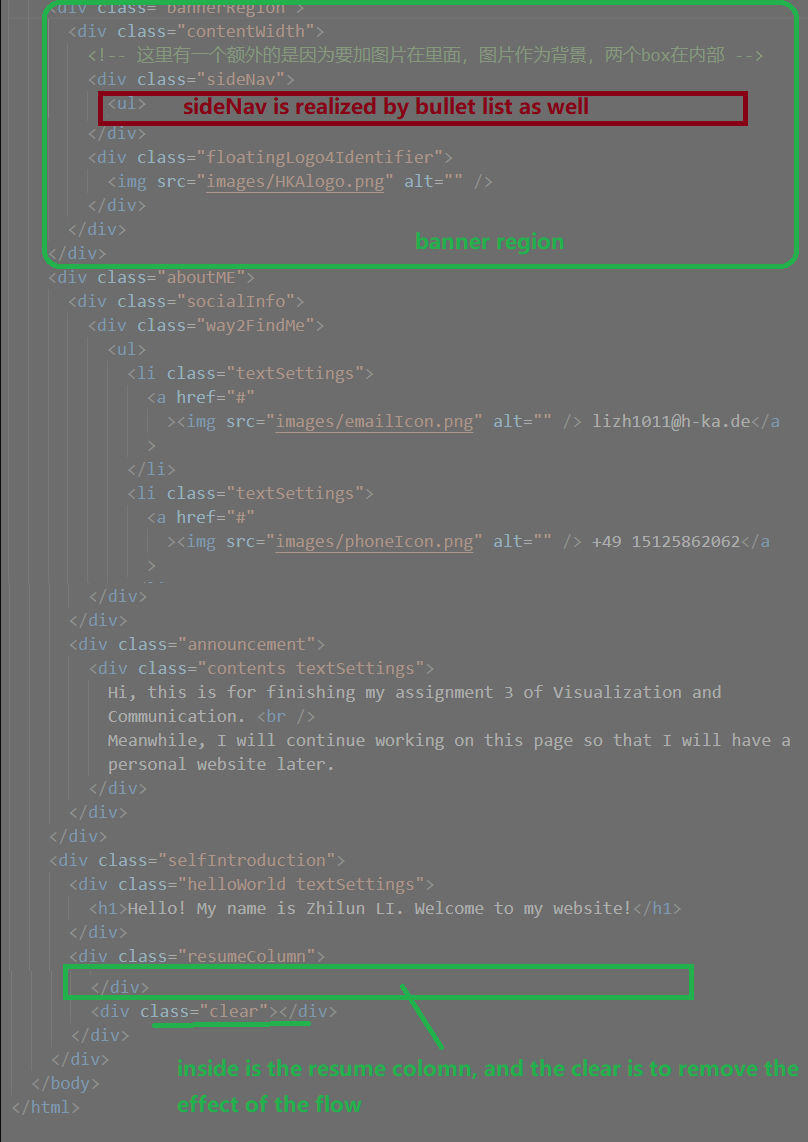 <div class="bannerRegion">
<div class="contentWidth">
<!-- 这里有一个额外的是因为要加图片在里面，图片作为背景，两个box在内部 -->
<div class="sideNav">
<ul> sideNav is realized by bullet list as well
</div>
<div class="floatingLogo4Identifier">
<img src="images/HKAlogo.png" alt="" />
</div>
</div>
banner region
</div>
<div class="aboutME">
<div class="socialInfo">
<div class="way2FindMe">
<ul>
<li class="textSettings">
<a href="#"
><img src="images/emailIcon.png" alt="" /> lizh1011@h-ka.de</a
>
</li>
<li class="textSettings">
<a href="#"
><img src="images/phoneIcon.png" alt="" /> +49 15125862062</a
>
</div>
</div>
<div class="announcement">
<div class="contents textSettings">
Hi, this is for finishing my assignment 3 of Visualization and
Communication. <br />
Meanwhile, I will continue working on this page so that I will have a
personal website later.
</div>
</div>
</div>
<div class="selfIntroduction">
<div class="helloWorld textSettings">
<h1>Hello! My name is Zhilun LI. Welcome to my website!</h1>
</div>
<div class="resumeColumn">
</div>
<div class="clear"></div>
</div>
</div>
inside is the resume colomn, and the clear is to remove the
</body>
effect of the flow
</html>